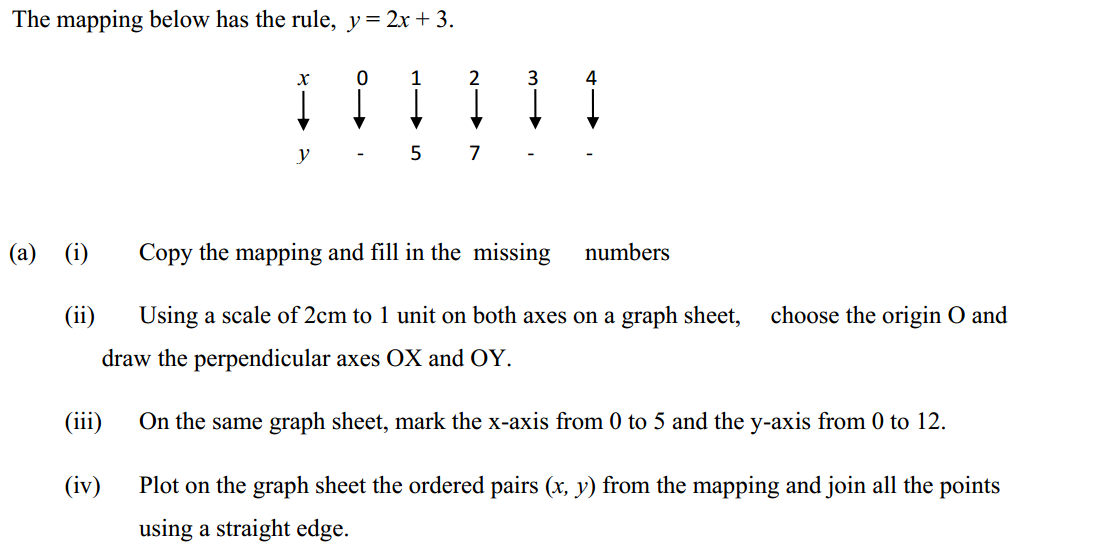 The mapping below has the rule, y = 2x + 3.
x 0 1 2 3 4
y - 5 7 - -
(a) (i) Copy the mapping and fill in the missing numbers
(ii) Using a scale of 2cm to 1 unit on both axes on a graph sheet, choose the origin O and
draw the perpendicular axes OX and OY.
(iii) On the same graph sheet, mark the x-axis from 0 to 5 and the y-axis from 0 to 12.
(iv) Plot on the graph sheet the ordered pairs (x, y) from the mapping and join all the points
using a straight edge.